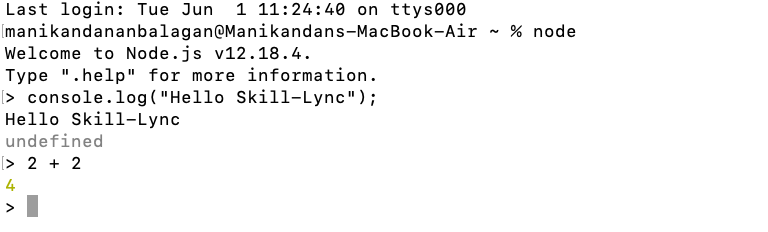 Last login: Tue Jun  1 11:24:40 on ttys000
[manikandananbalagan@Manikandans-MacBook-Air ~ % node
Welcome to Node.js v12.18.4.
Type ".help" for more information.
[> console.log("Hello Skill-Lync");
Hello Skill-Lync
undefined
[> 2 + 2
4
>